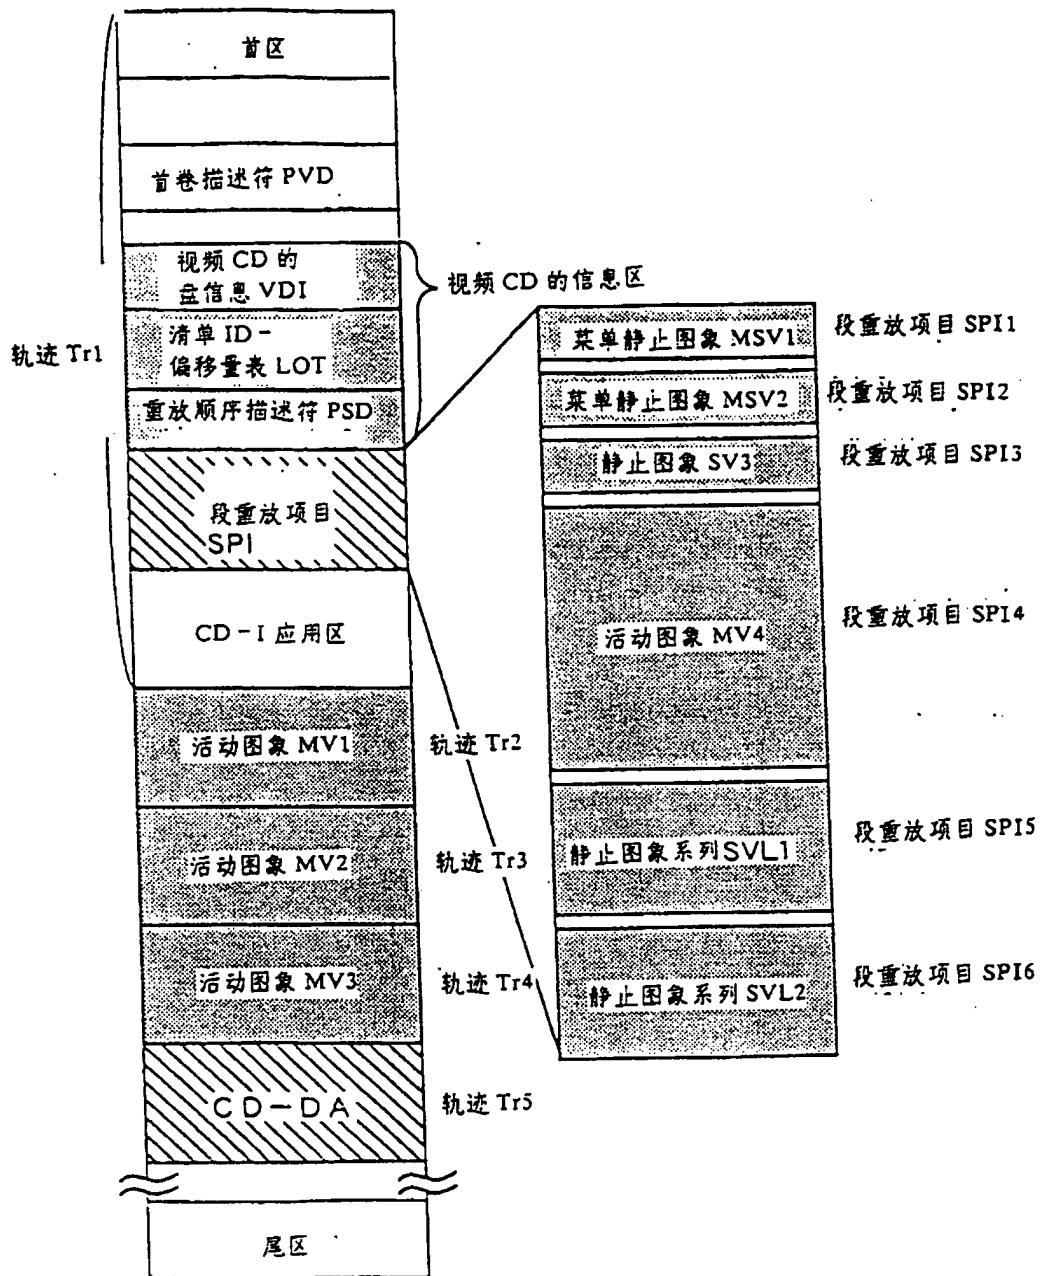 首区
首卷描述符 PVD
视频 CD 的
盘信息 VDI
清单 ID－
偏移量表 LOT
重放顺序描述符 PSD
视频 CD 的信息区
轨迹 Tr1
段重放项目
SPI
CD－I 应用区
活动图象 MV1
轨迹 Tr2
活动图象 MV2
轨迹 Tr3
活动图象 MV3
轨迹 Tr4
CD－DA
轨迹 Tr5
尾区
菜单静止图象 MSV1
段重放项目 SPI1
菜单静止图象 MSV2
段重放项目 SPI2
静止图象 SV3
段重放项目 SPI3
活动图象 MV4
段重放项目 SPI4
静止图象系列SVL1
段重放项目 SPI5
静止图象系列SVL2
段重放项目 SPI6